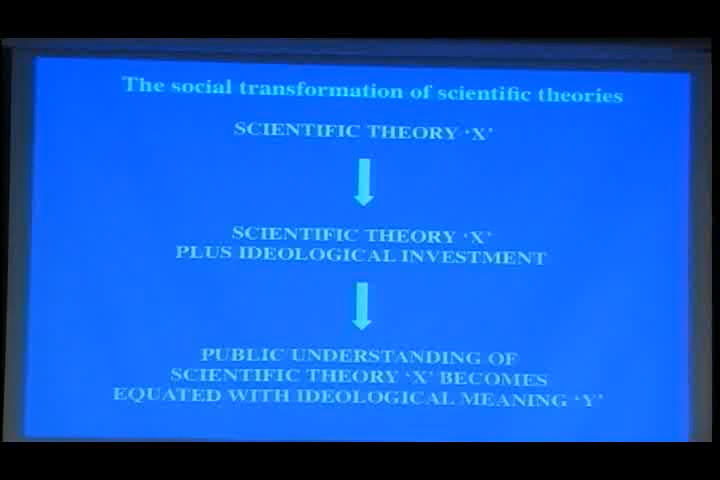 The social transformation of scientific theories
SCIENTIFIC THEORY ‘X’
SCIENTIFIC THEORY ‘X’
PLUS IDEOLOGICAL INVESTMENT
PUBLIC UNDERSTANDING OF
SCIENTIFIC THEORY ‘X’ BECOMES
EQUATED WITH IDEOLOGICAL MEANING ‘Y’